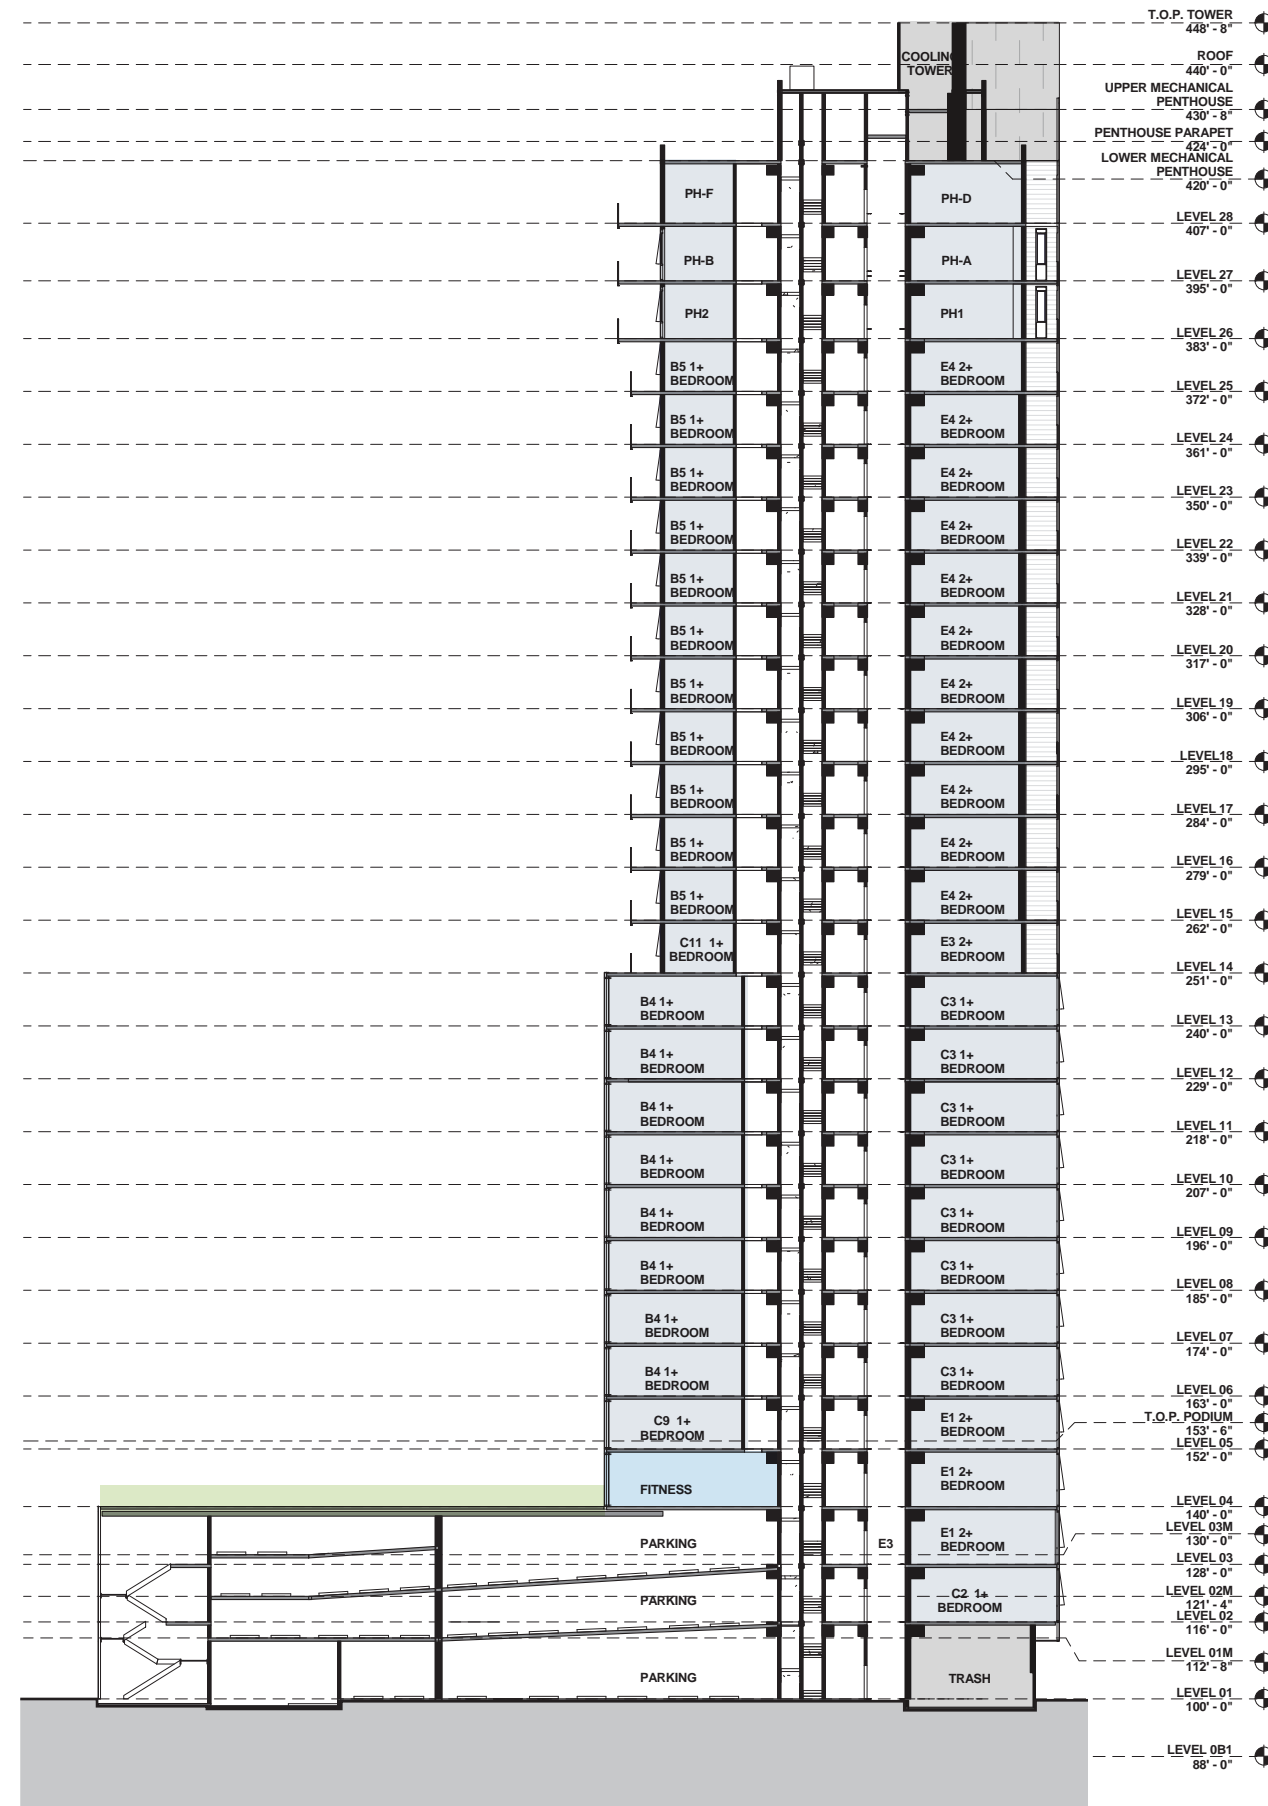 T.O.P. TOWER
448' - 8"
COOLING
TOWER
ROOF
440' - 0"
UPPER MECHANICAL
PENTHOUSE
430' - 8"
PENTHOUSE PARAPET
424' - 0"
LOWER MECHANICAL
PENTHOUSE
420' - 0"
PH-F
PH-D
LEVEL 28
407' - 0"
PH-B
PH-A
LEVEL 27
395' - 0"
PH2
PH1
LEVEL 26
383' - 0"
B5 1+
BEDROOM
E4 2+
BEDROOM
LEVEL 25
372' - 0"
B5 1+
BEDROOM
E4 2+
BEDROOM
LEVEL 24
361' - 0"
B5 1+
BEDROOM
E4 2+
BEDROOM
LEVEL 23
350' - 0"
B5 1+
BEDROOM
E4 2+
BEDROOM
LEVEL 22
339' - 0"
B5 1+
BEDROOM
E4 2+
BEDROOM
LEVEL 21
328' - 0"
B5 1+
BEDROOM
E4 2+
BEDROOM
LEVEL 20
317' - 0"
B5 1+
BEDROOM
E4 2+
BEDROOM
LEVEL 19
306' - 0"
B5 1+
BEDROOM
E4 2+
BEDROOM
LEVEL18
295' - 0"
B5 1+
BEDROOM
E4 2+
BEDROOM
LEVEL 17
284' - 0"
B5 1+
BEDROOM
E4 2+
BEDROOM
LEVEL 16
279' - 0"
B5 1+
BEDROOM
E4 2+
BEDROOM
LEVEL 15
262' - 0"
C11 1+
BEDROOM
E3 2+
BEDROOM
LEVEL 14
251' - 0"
B4 1+
BEDROOM
C3 1+
BEDROOM
LEVEL 13
240' - 0"
B4 1+
BEDROOM
C3 1+
BEDROOM
LEVEL 12
229' - 0"
B4 1+
BEDROOM
C3 1+
BEDROOM
LEVEL 11
218' - 0"
B4 1+
BEDROOM
C3 1+
BEDROOM
LEVEL 10
207' - 0"
B4 1+
BEDROOM
C3 1+
BEDROOM
LEVEL 09
196' - 0"
B4 1+
BEDROOM
C3 1+
BEDROOM
LEVEL 08
185' - 0"
B4 1+
BEDROOM
C3 1+
BEDROOM
LEVEL 07
174' - 0"
B4 1+
BEDROOM
C3 1+
BEDROOM
LEVEL 06
163' - 0"
C9 1+
BEDROOM
E1 2+
BEDROOM
T.O.P. PODIUM
153' - 6"
LEVEL 05
152' - 0"
FITNESS
E1 2+
BEDROOM
LEVEL 04
140' - 0"
LEVEL 03M
130' - 0"
PARKING
E3
E1 2+
BEDROOM
LEVEL 03
128' - 0"
LEVEL 02M
121' - 4"
PARKING
C2 1+
BEDROOM
LEVEL 02
116' - 0"
LEVEL 01M
112' - 8"
PARKING
TRASH
LEVEL 01
100' - 0"
LEVEL 0B1
88' - 0"